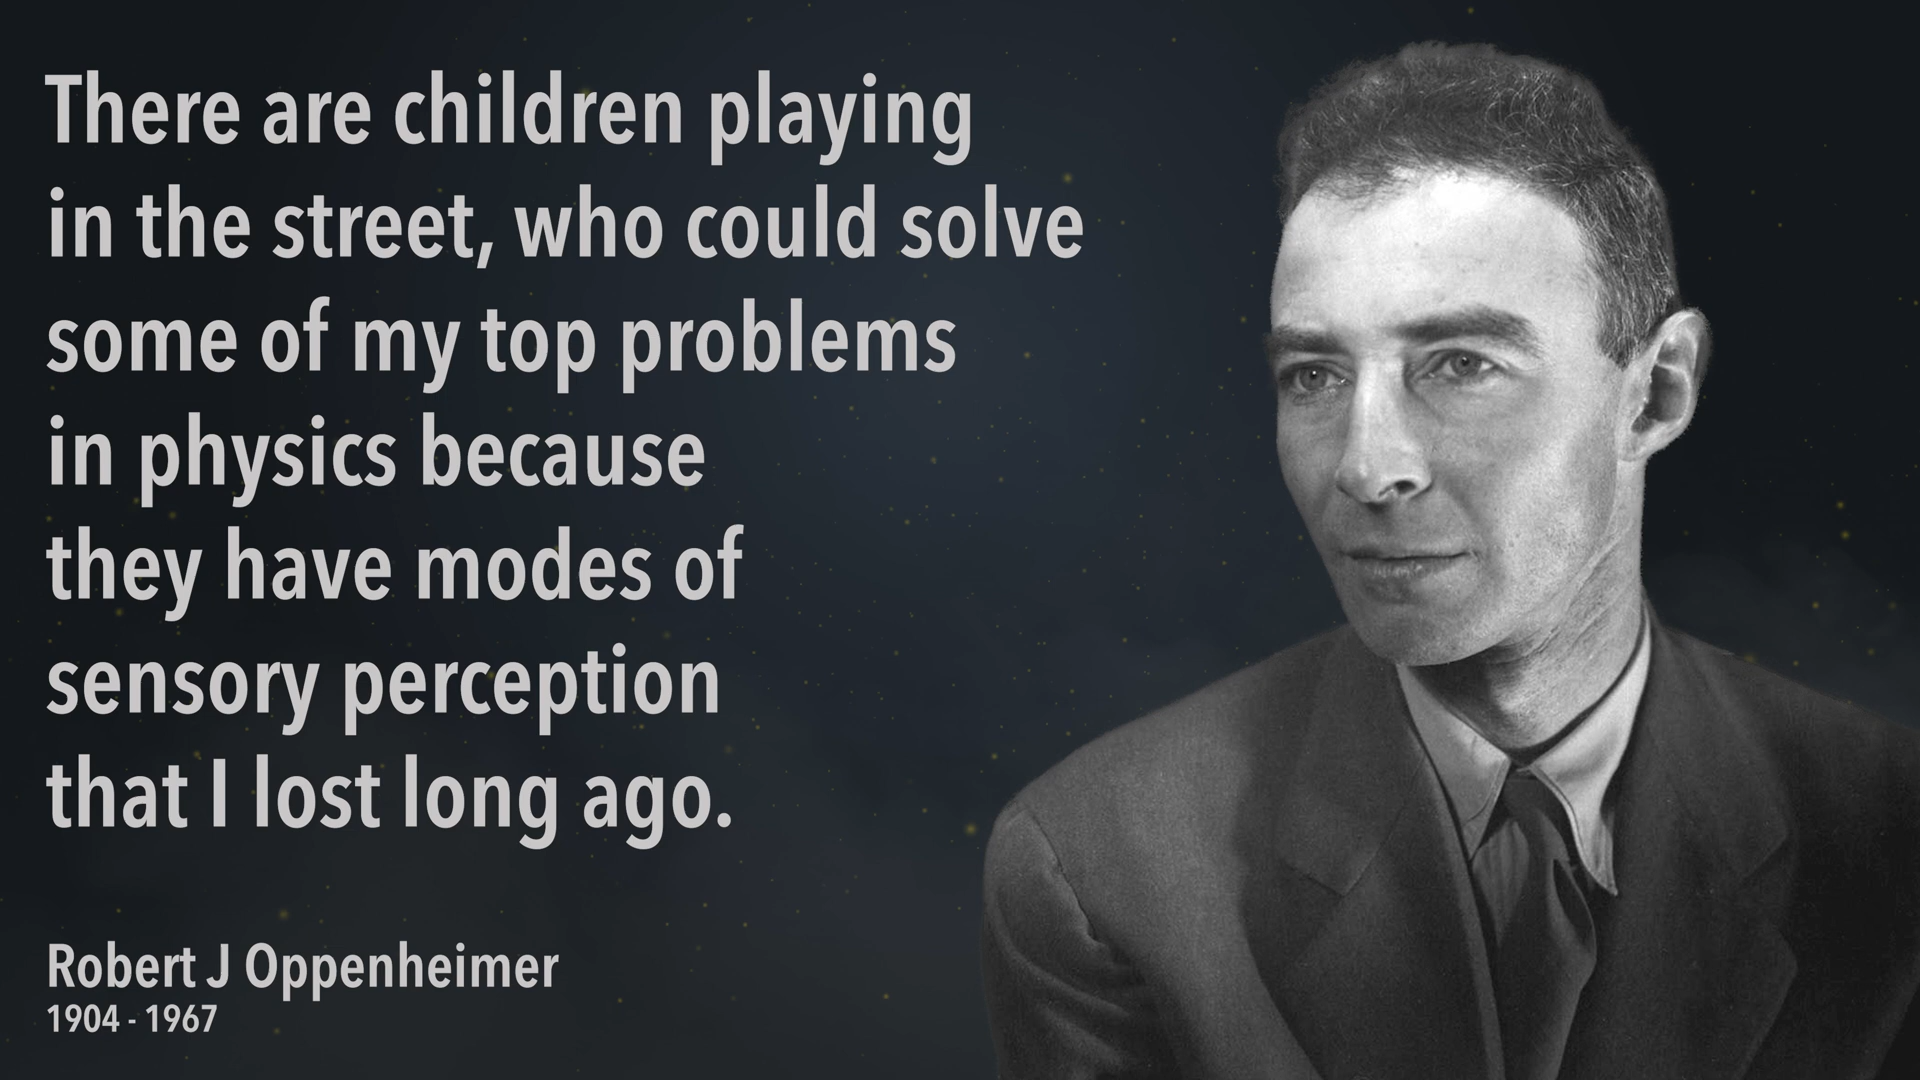 There are children playing
in the street, who could solve
some of my top problems
in physics because
they have modes of
sensory perception
that I lost long ago.
Robert J Oppenheimer
1904 - 1967